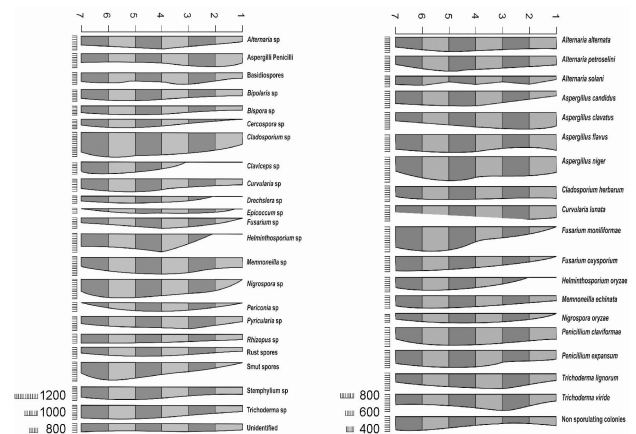 7 6 5 4 3 2 1
Alternaria sp
Aspergilli Penicilli
Basidiospores
Bipolaris sp
Bispora sp
Cercospora sp
Cladosporium sp
Claviceps sp
Curvularia sp
Drechslera sp
Epicoccum sp
Fusarium sp
Helminthosporium sp
Memnoneilla sp
Nigrospora sp
Periconia sp
Pyricularia sp
Rhizopus sp
Rust spores
Smut spores
1200 Stemphylium sp
1000 Trichoderma sp
800 Unidentified
7 6 5 4 3 2 1
Alternaria alternata
Alternaria petroselini
Alternaria solani
Aspergillus candidus
Aspergillus clavatus
Aspergillus flavus
Aspergillus niger
Cladosporium herbarum
Curvularia lunata
Fusarium moniliformae
Fusarium oxysporium
Helminthosporium oryzae
Memnoneilla echinata
Nigrospora oryzae
Penicillium claviformae
Penicillium expansum
Trichoderma lignorum
800 Trichoderma viride
600
400 Non sporulating colonies